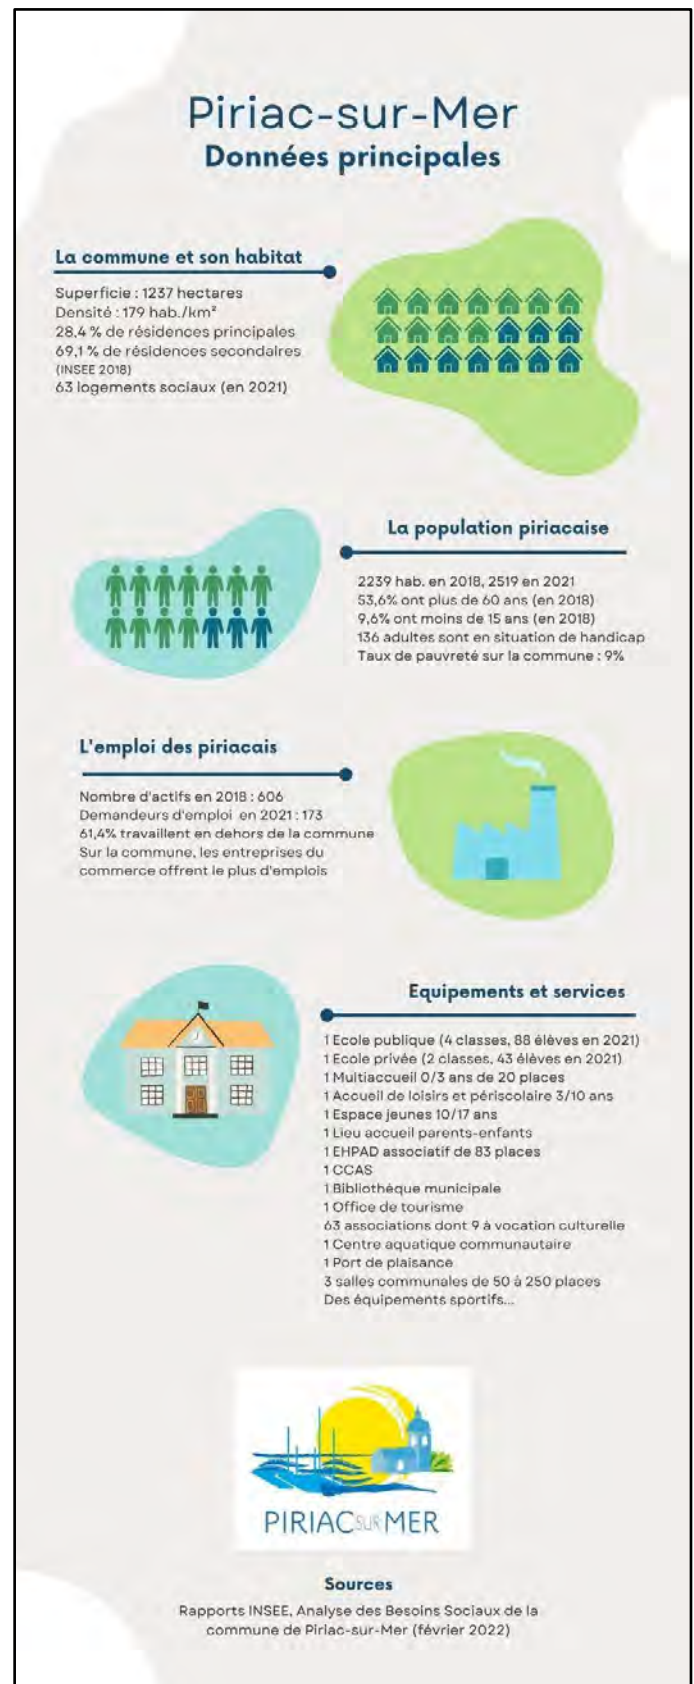 Piriac-sur-Mer
Données principales
La commune et son habitat
Superficie : 1237 hectares
Densité : 179 hab./km²
28,4 % de résidences principales
69,1 % de résidences secondaires
(INSEE 2018)
63 logements sociaux (en 2021)
La population piriacaise
2239 hab. en 2018, 2519 en 2021
53,6% ont plus de 60 ans (en 2018)
9,6% ont moins de 15 ans (en 2018)
136 adultes sont en situation de handicap
Taux de pauvreté sur la commune : 9%
L'emploi des piriacais
Nombre d'actifs en 2018 : 606
Demandeurs d'emploi en 2021 : 173
61,4% travaillent en dehors de la commune
Sur la commune, les entreprises du
commerce offrent le plus d'emplois
Equipements et services
1 Ecole publique (4 classes, 88 élèves en 2021)
1 Ecole privée (2 classes, 43 élèves en 2021)
1 Multiaccueil 0/3 ans de 20 places
1 Accueil de loisirs et périscolaire 3/10 ans
1 Espace jeunes 10/17 ans
1 Lieu accueil parents-enfants
1 EHPAD associatif de 83 places
1 CCAS
1 Bibliothèque municipale
1 Office de tourisme
63 associations dont 9 à vocation culturelle
1 Centre aquatique communautaire
1 Port de plaisance
3 salles communales de 50 à 250 places
Des équipements sportifs...
PIRIAC SUR MER
Sources
Rapports INSEE, Analyse des Besoins Sociaux de la
commune de Piriac-sur-Mer (février 2022)